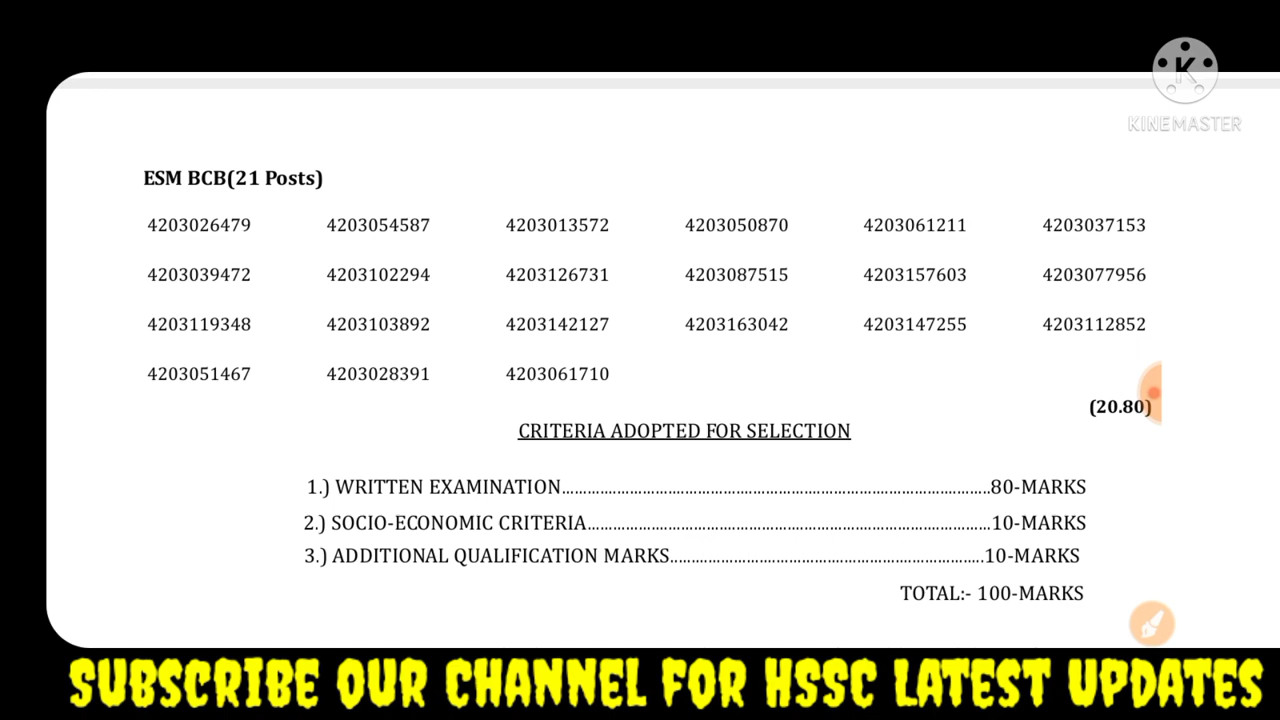 K
KINEMASTER
ESM BCB(21 Posts)
4203026479 4203054587 4203013572 4203050870 4203061211 4203037153
4203039472 4203102294 4203126731 4203087515 4203157603 4203077956
4203119348 4203103892 4203142127 4203163042 4203147255 4203112852
4203051467 4203028391 4203061710
(20.80)
CRITERIA ADOPTED FOR SELECTION
1.) WRITTEN EXAMINATION....................................................................................................80-MARKS
2.) SOCIO-ECONOMIC CRITERIA...............................................................................................10-MARKS
3.) ADDITIONAL QUALIFICATION MARKS..........................................................................10-MARKS
TOTAL:- 100-MARKS
SUBSCRIBE OUR CHANNEL FOR HSSC LATEST UPDATES